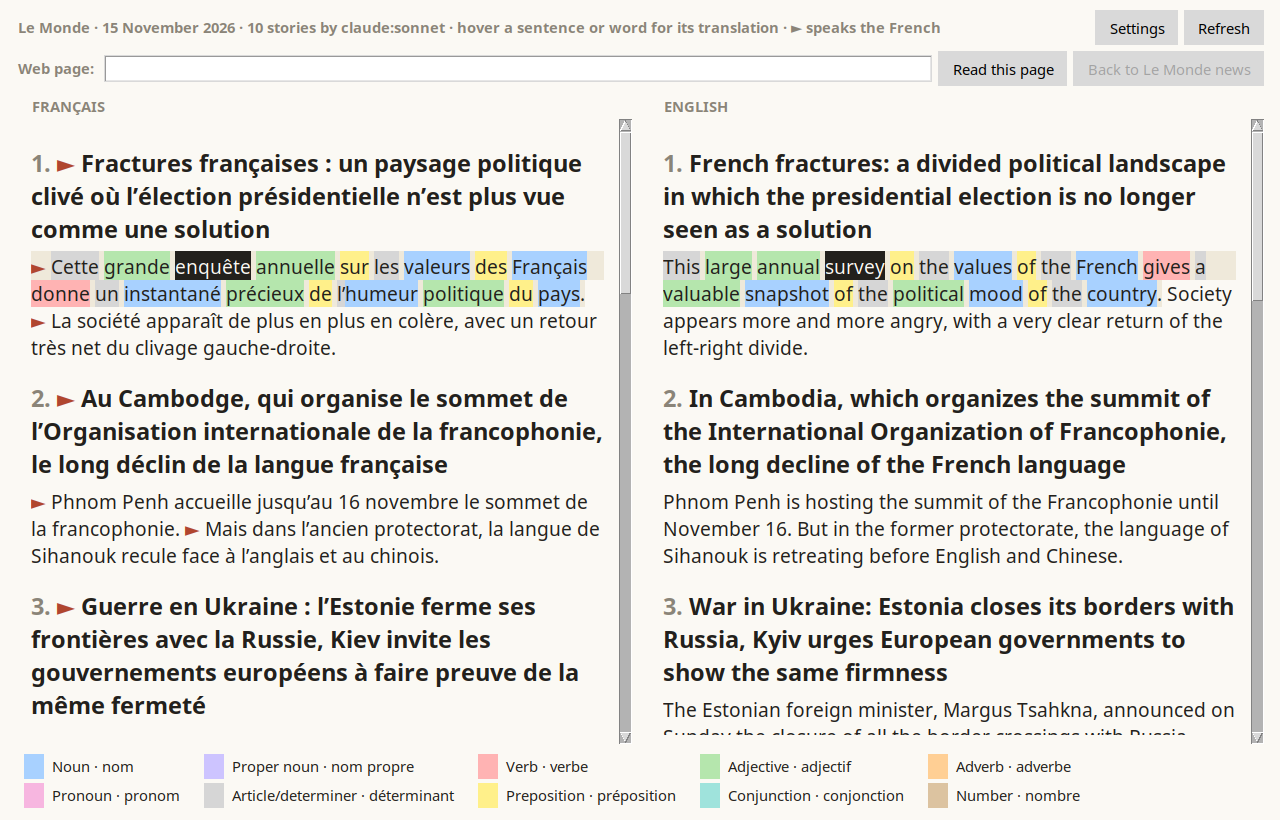 Le Monde · 15 November 2026 · 10 stories by claude:sonnet · hover a sentence or word for its translation · ► speaks the French
Settings
Refresh
Web page:
Read this page
Back to Le Monde news
FRANÇAIS
1. ► Fractures françaises : un paysage politique
clivé où l’élection présidentielle n’est plus vue
comme une solution
► Cette grande enquête annuelle sur les valeurs des Français
donne un instantané précieux de l’humeur politique du pays.
► La société apparaît de plus en plus en colère, avec un retour
très net du clivage gauche-droite.
2. ► Au Cambodge, qui organise le sommet de
l’Organisation internationale de la francophonie,
le long déclin de la langue française
► Phnom Penh accueille jusqu’au 16 novembre le sommet de
la francophonie. ► Mais dans l’ancien protectorat, la langue de
Sihanouk recule face à l’anglais et au chinois.
3. ► Guerre en Ukraine : l’Estonie ferme ses
frontières avec la Russie, Kiev invite les
gouvernements européens à faire preuve de la
même fermeté
ENGLISH
1. French fractures: a divided political landscape
in which the presidential election is no longer
seen as a solution
This large annual survey on the values of the French gives a
valuable snapshot of the political mood of the country. Society
appears more and more angry, with a very clear return of the
left-right divide.
2. In Cambodia, which organizes the summit of
the International Organization of Francophonie,
the long decline of the French language
Phnom Penh is hosting the summit of the Francophonie until
November 16. But in the former protectorate, the language of
Sihanouk is retreating before English and Chinese.
3. War in Ukraine: Estonia closes its borders with
Russia, Kyiv urges European governments to
show the same firmness
The Estonian foreign minister, Margus Tsahkna, announced on
Sunday the closure of all the border crossings with Russia
Noun · nom
Proper noun · nom propre
Verb · verbe
Adjective · adjectif
Adverb · adverbe
Pronoun · pronom
Article/determiner · déterminant
Preposition · préposition
Conjunction · conjonction
Number · nombre